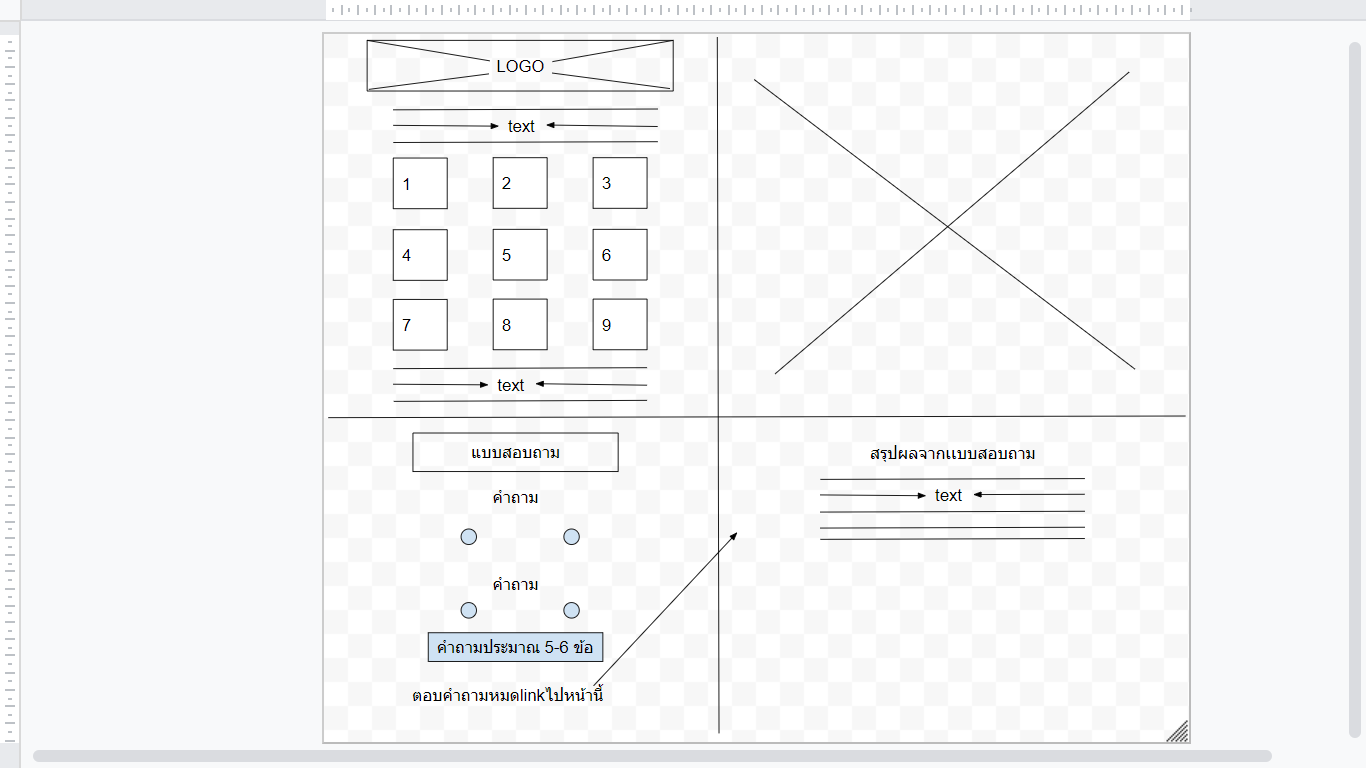 LOGO
text
1
2
3
4
5
6
7
8
9
text
แบบสอบถาม
คำถาม
คำถาม
คำถามประมาณ 5-6 ข้อ
ตอบคำถามหมดlinkไปหน้านี้
สรุปผลจากแบบสอบถาม
text